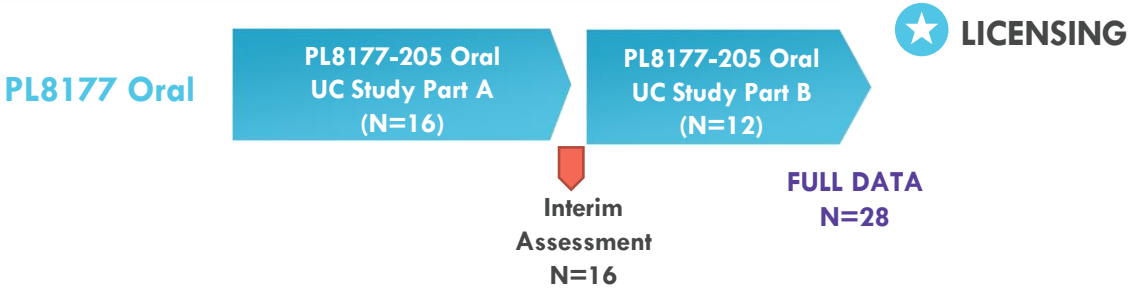 PL8177 Oral
PL8177-205 Oral
UC Study Part A
(N=16)
PL8177-205 Oral
UC Study Part B
(N=12)
LICENSING
Interim
Assessment
N=16
FULL DATA
N=28